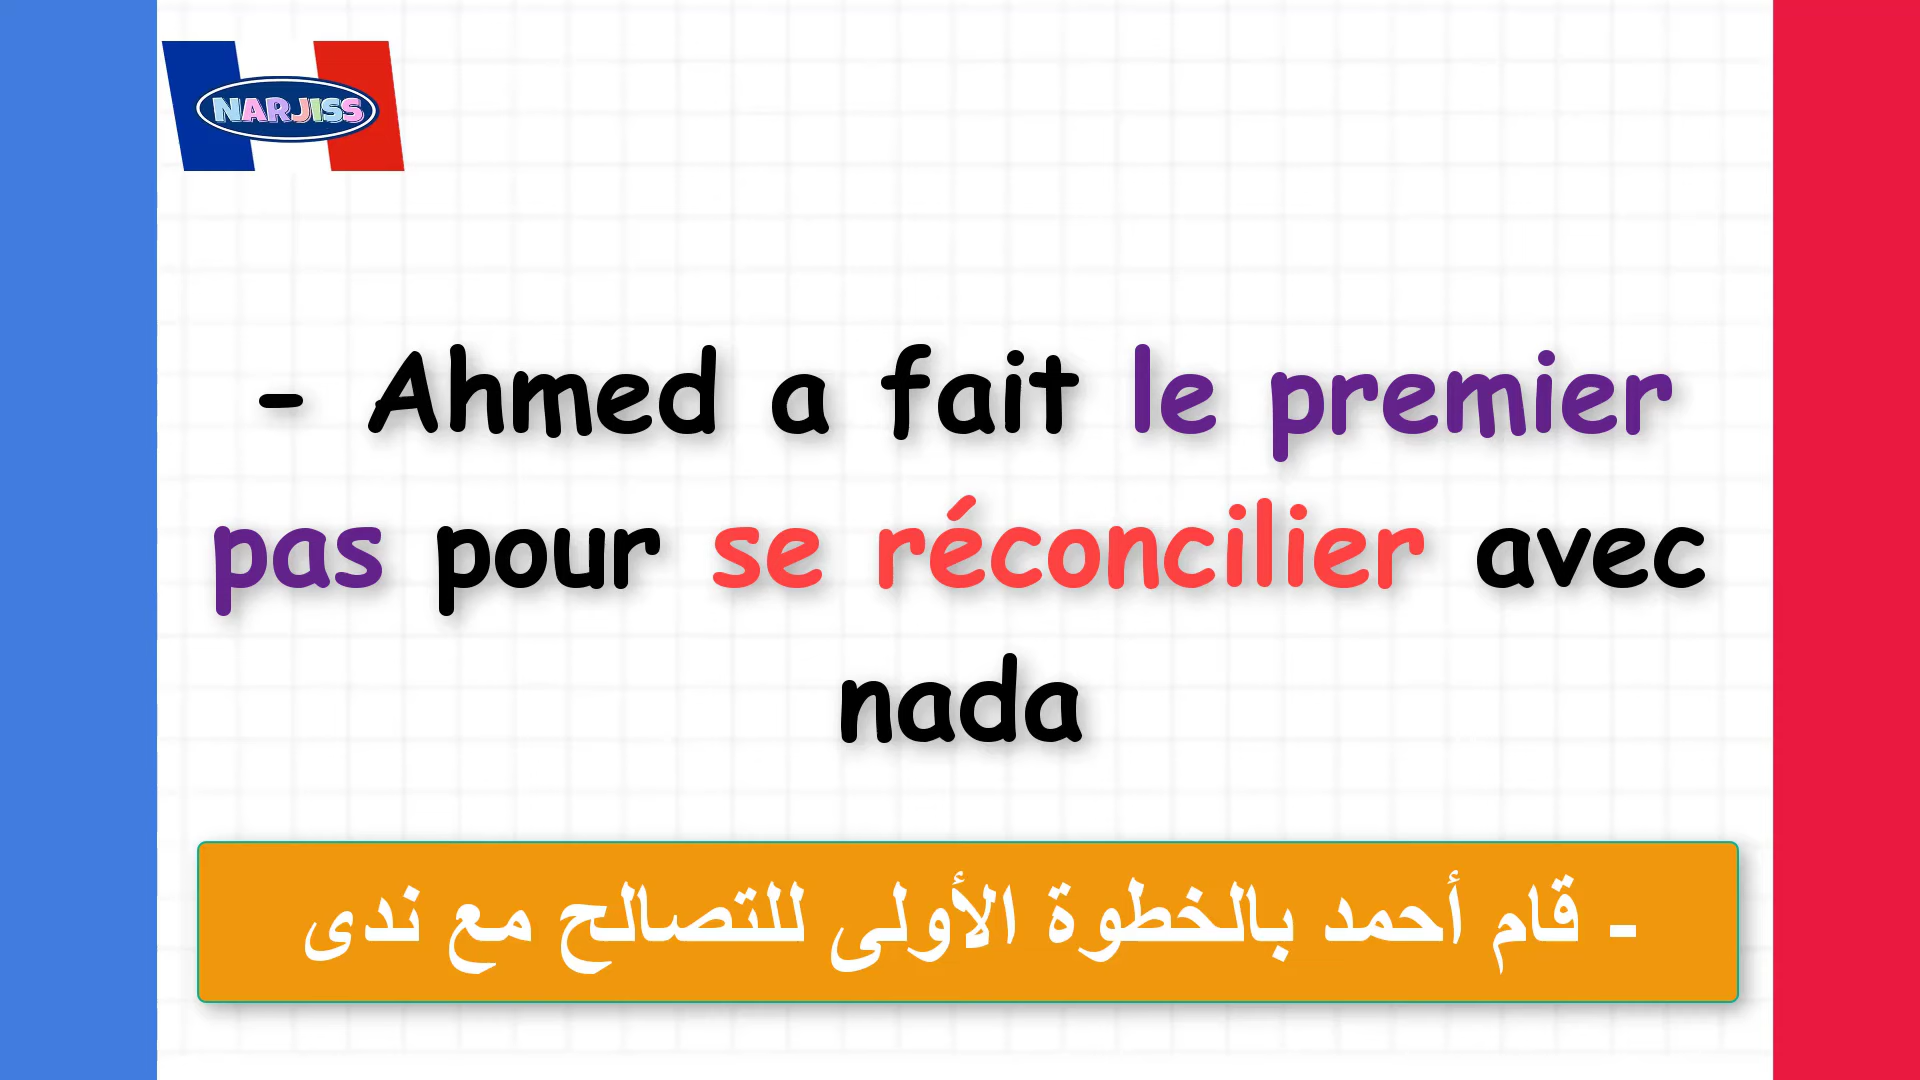 NARJISS
- Ahmed a fait le premier
pas pour se réconcilier avec
nada
- قام أحمد بالخطوة الأولى للتصالح مع ندى